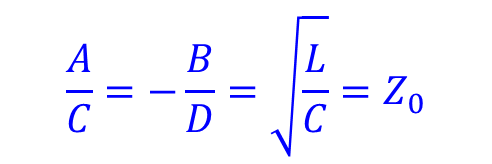 A/C = − B/D = √(L/C) = Z₀